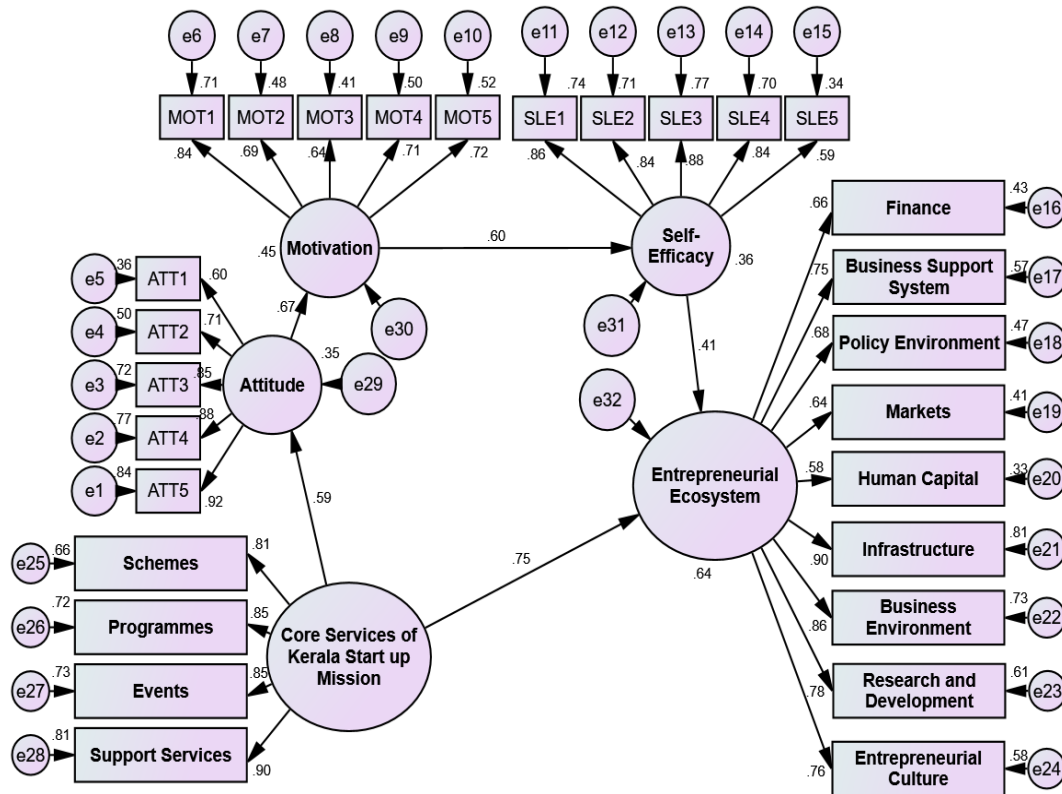 e6 e7 e8 e9 e10 e11 e12 e13 e14 e15
.71 .48 .41 .50 .52 .74 .71 .77 .70 .34
MOT1 MOT2 MOT3 MOT4 MOT5 SLE1 SLE2 SLE3 SLE4 SLE5
.84 .69 .64 .71 .72 .86 .84 .88 .84 .59
Motivation
.45
.60
Self-
Efficacy
.36
e30
e31
.67
.41
e5 .36 ATT1 .60
e4 .50 ATT2 .71
e3 .72 ATT3 .85
e2 .77 ATT4 .88
e1 .84 ATT5 .92
Attitude
.35
e29
.59
e32
Entrepreneurial
Ecosystem
.64
.75
e25 .66 Schemes .81
e26 .72 Programmes .85
e27 .73 Events .85
e28 .81 Support Services .90
Core Services of
Kerala Start up
Mission
.66 Finance .43 e16
.75 Business Support
System .57 e17
.68 Policy Environment .47 e18
.64 Markets .41 e19
.58 Human Capital .33 e20
.90 Infrastructure .81 e21
.86 Business
Environment .73 e22
.78 Research and
Development .61 e23
.76 Entrepreneurial
Culture .58 e24